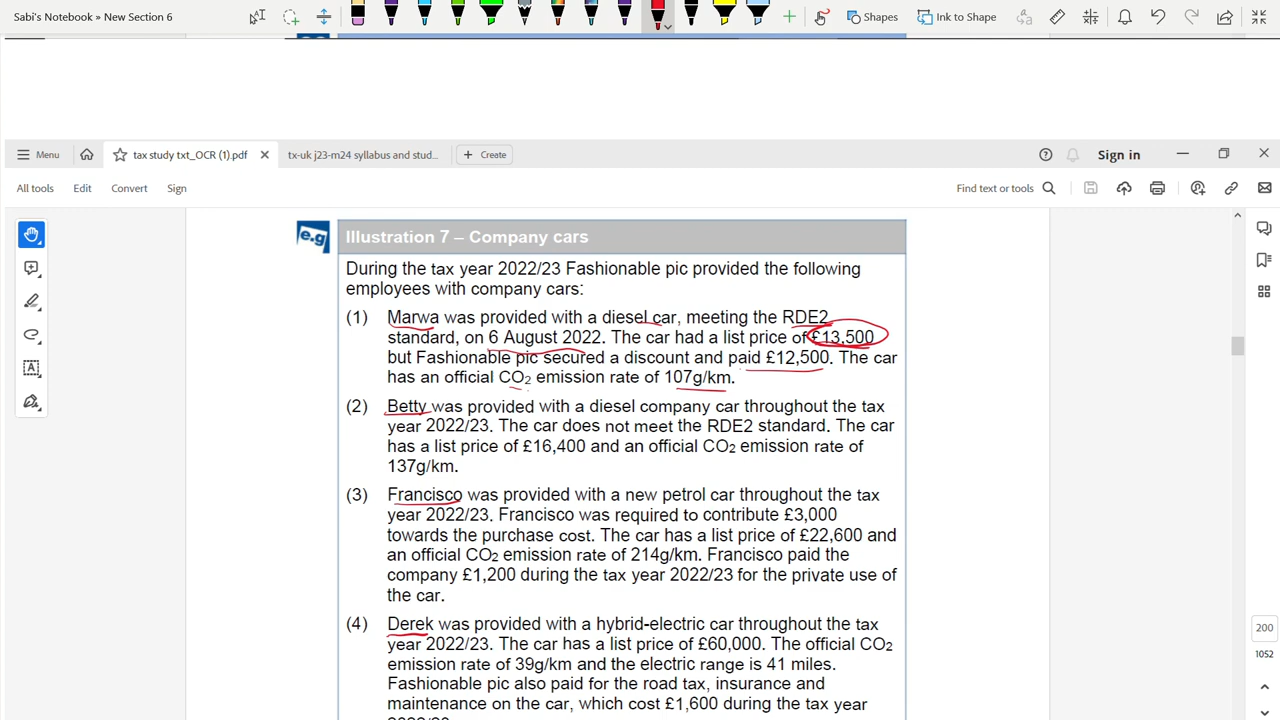 Sabi's Notebook » New Section 6
Shapes
Ink to Shape
Menu
tax study txt_OCR (1).pdf
tx-uk j23-m24 syllabus and stud...
Create
Sign in
All tools
Edit
Convert
Sign
Find text or tools
e.g
Illustration 7 – Company cars
During the tax year 2022/23 Fashionable pic provided the following
employees with company cars:
(1) Marwa was provided with a diesel car, meeting the RDE2
standard, on 6 August 2022. The car had a list price of £13,500
but Fashionable pic secured a discount and paid £12,500. The car
has an official CO2 emission rate of 107g/km.
(2) Betty was provided with a diesel company car throughout the tax
year 2022/23. The car does not meet the RDE2 standard. The car
has a list price of £16,400 and an official CO2 emission rate of
137g/km.
(3) Francisco was provided with a new petrol car throughout the tax
year 2022/23. Francisco was required to contribute £3,000
towards the purchase cost. The car has a list price of £22,600 and
an official CO2 emission rate of 214g/km. Francisco paid the
company £1,200 during the tax year 2022/23 for the private use of
the car.
(4) Derek was provided with a hybrid-electric car throughout the tax
year 2022/23. The car has a list price of £60,000. The official CO2
emission rate of 39g/km and the electric range is 41 miles.
Fashionable pic also paid for the road tax, insurance and
maintenance on the car, which cost £1,600 during the tax year
200
1052